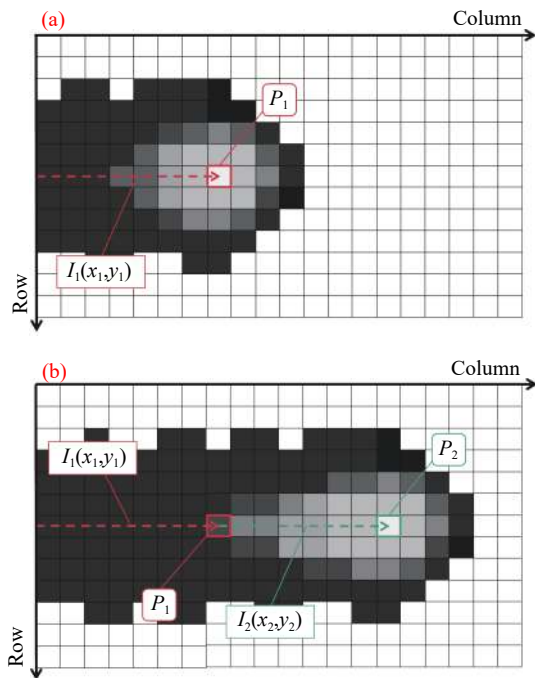 (a)
Column
P₁
I₁(x₁,y₁)
Row
(b)
Column
I₁(x₁,y₁)
P₂
P₁
I₂(x₂,y₂)
Row